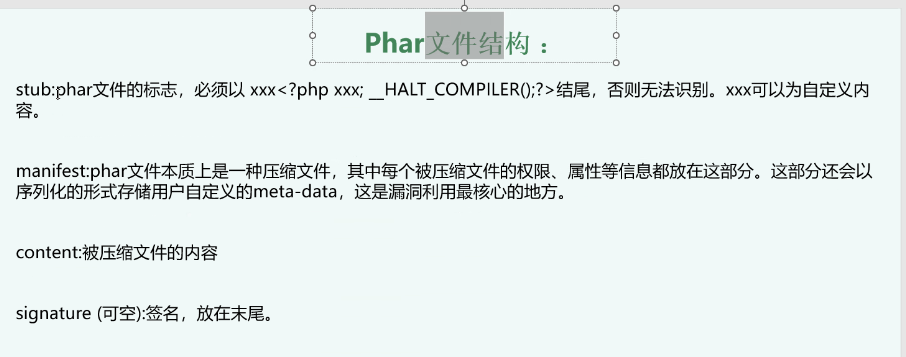 Phar文件结构：
stub:phar文件的标志，必须以 xxx<?php xxx; __HALT_COMPILER();?>结尾，否则无法识别。xxx可以为自定义内
容。
manifest:phar文件本质上是一种压缩文件，其中每个被压缩文件的权限、属性等信息都放在这部分。这部分还会以
序列化的形式存储用户自定义的meta-data，这是漏洞利用最核心的地方。
content:被压缩文件的内容
signature (可空):签名，放在末尾。